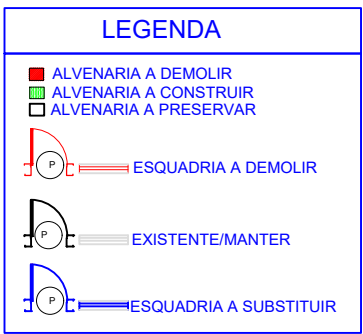 LEGENDA
ALVENARIA A DEMOLIR
ALVENARIA A CONSTRUIR
ALVENARIA A PRESERVAR
P ESQUADRIA A DEMOLIR
P EXISTENTE/MANTER
P ESQUADRIA A SUBSTITUIR